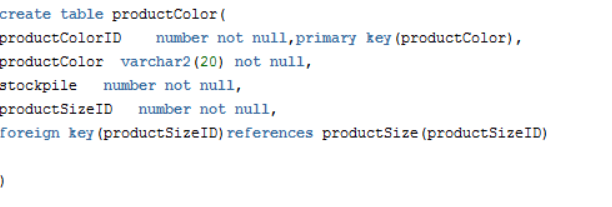 create table productColor(
productColorID    number not null,primary key(productColor),
productColor  varchar2(20) not null,
stockpile   number not null,
productSizeID   number not null,
foreign key(productSizeID)references productSize(productSizeID)
)